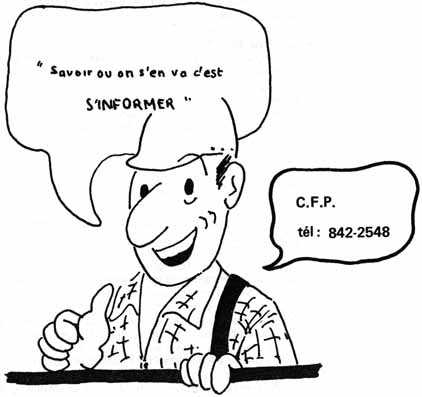 "Savoir ou on s'en va c'est
S'INFORMER"
C.F.P.
tél: 842-2548